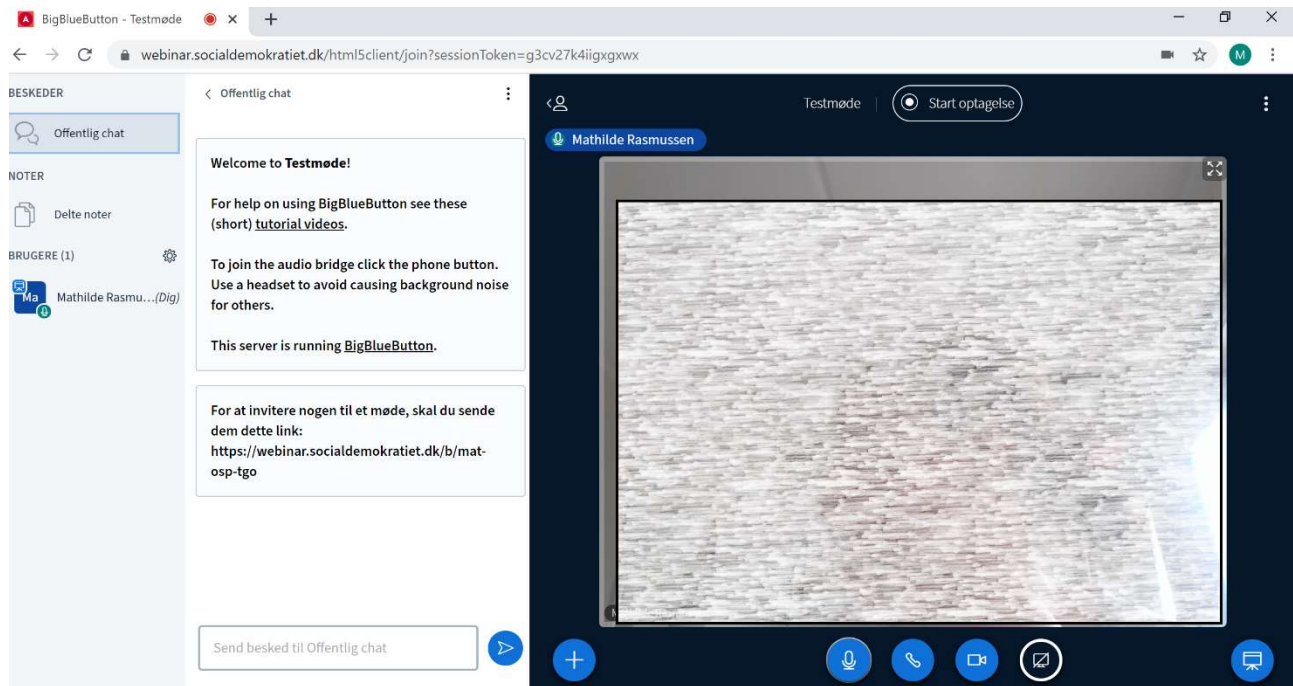 BigBlueButton - Testmøde
webinar.socialdemokratiet.dk/html5client/join?sessionToken=g3cv27k4iigxgxwx
M
BESKEDER
Offentlig chat
NOTER
Delte noter
BRUGERE (1)
Ma
Mathilde Rasmu...(Dig)
Offentlig chat
Welcome to Testmøde!
For help on using BigBlueButton see these
(short) tutorial videos.
To join the audio bridge click the phone button.
Use a headset to avoid causing background noise
for others.
This server is running BigBlueButton.
For at invitere nogen til et møde, skal du sende
dem dette link:
https://webinar.socialdemokratiet.dk/b/mat-
osp-tgo
Send besked til Offentlig chat
Testmøde
Start optagelse
Mathilde Rasmussen